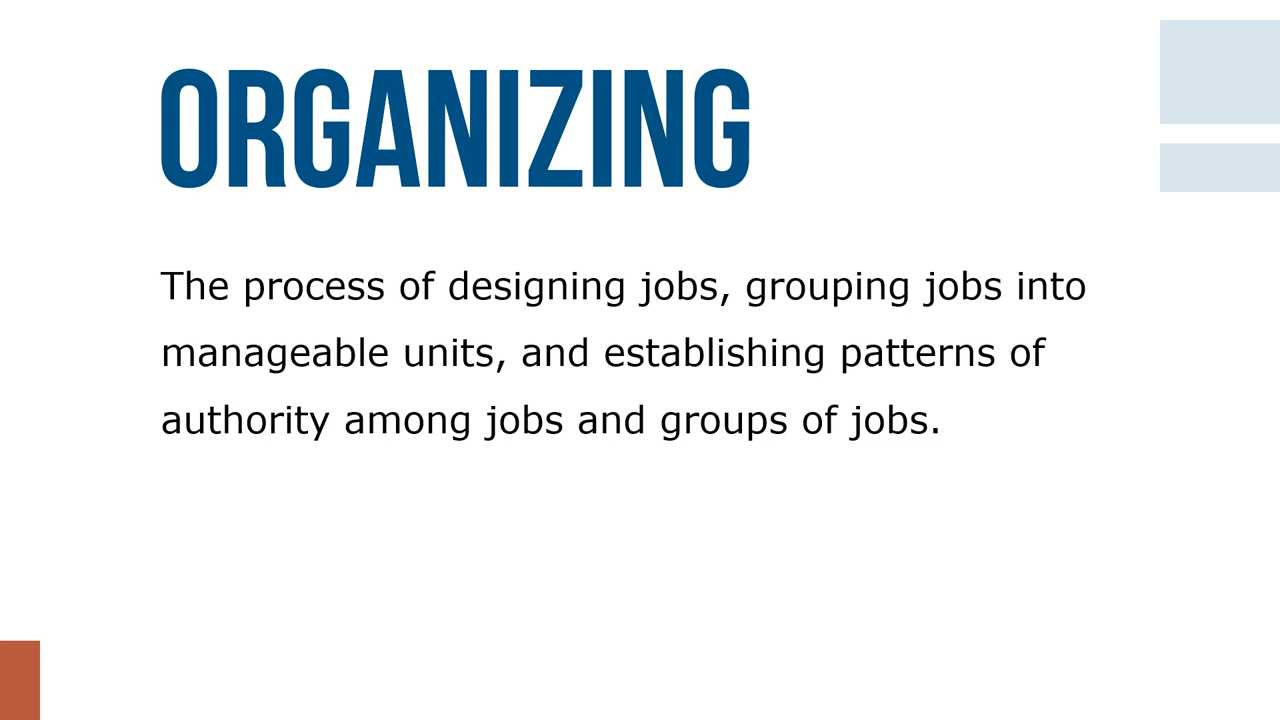 ORGANIZING
The process of designing jobs, grouping jobs into
manageable units, and establishing patterns of
authority among jobs and groups of jobs.